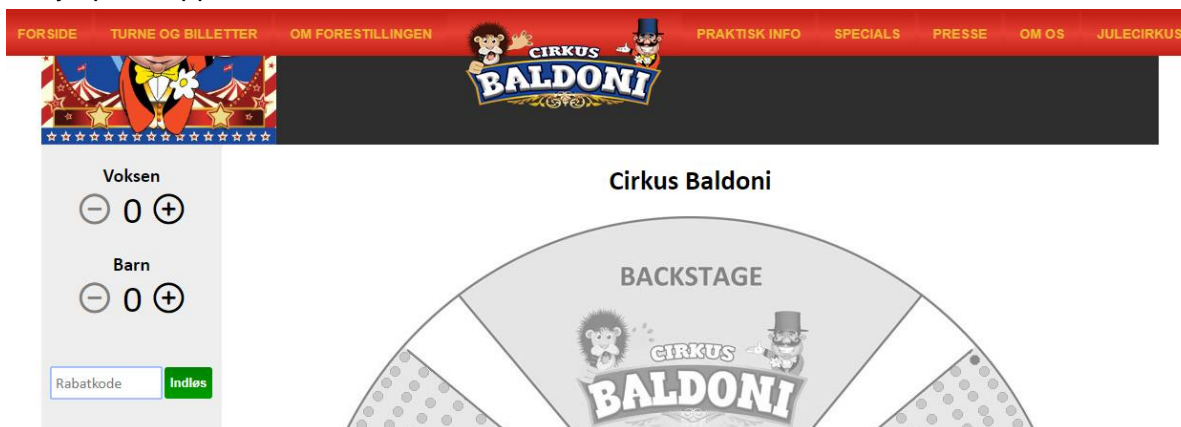 FORSIDE TURNE OG BILLETTER OM FORESTILLINGEN
CIRKUS
BALDONI
PRAKTISK INFO SPECIALS PRESSE OM OS JULECIRKUS
Voksen
0
Barn
0
Rabatkode Indløs
Cirkus Baldoni
BACKSTAGE
CIRKUS
BALDONI